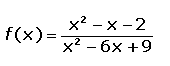 f(x) = (x² − x − 2)/(x² − 6x + 9)